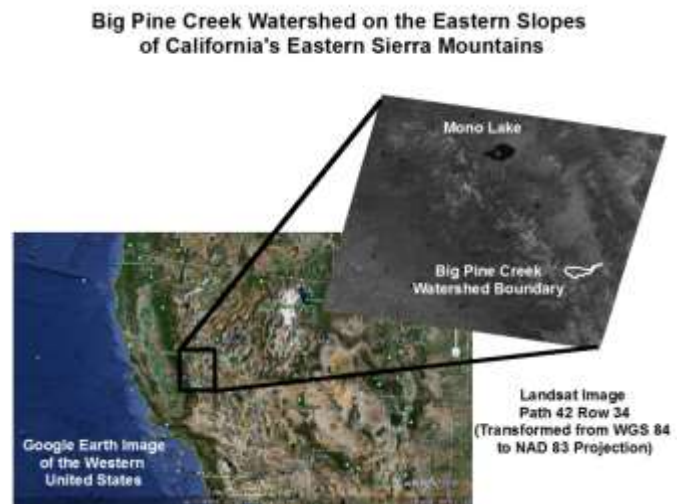 Big Pine Creek Watershed on the Eastern Slopes
of California's Eastern Sierra Mountains
Mono Lake
Big Pine Creek
Watershed Boundary
Landsat Image
Path 42 Row 34
(Transformed from WGS 84
to NAD 83 Projection)
Google Earth Image
of the Western
United States